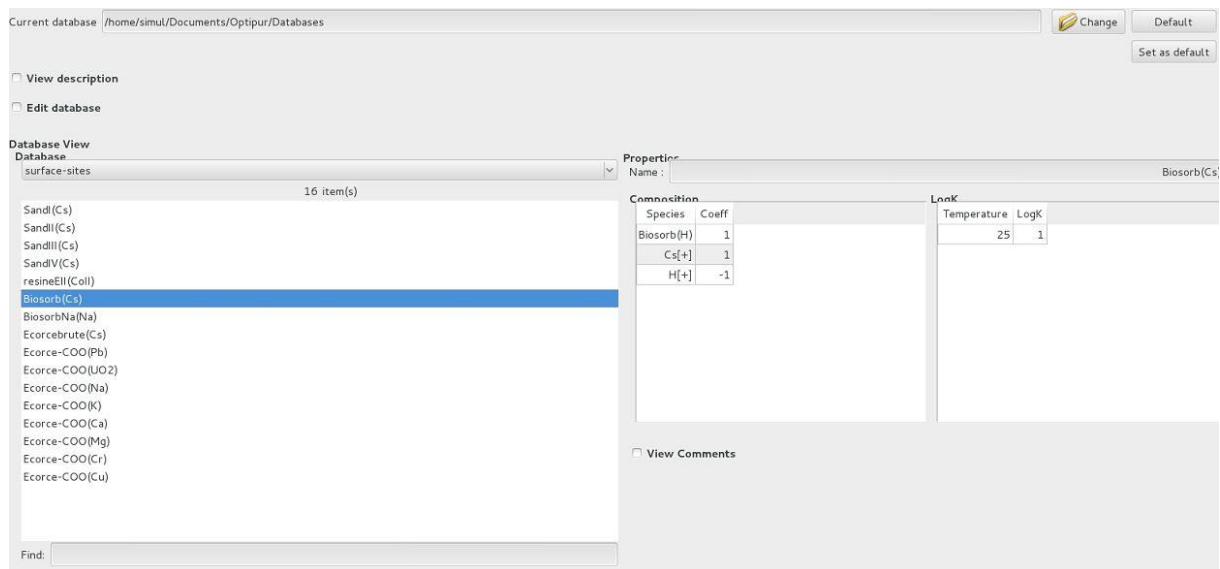 Current database /home/simul/Documents/Optipur/Databases Change Default
Set as default
View description
Edit database
Database View
Database
surface-sites
16 item(s)
SandI(Cs)
SandII(Cs)
SandIII(Cs)
SandIV(Cs)
resineEII(CoII)
Biosorb(Cs)
BiosorbNa(Na)
Ecorcebrute(Cs)
Ecorce-COO(Pb)
Ecorce-COO(UO2)
Ecorce-COO(Na)
Ecorce-COO(K)
Ecorce-COO(Ca)
Ecorce-COO(Mg)
Ecorce-COO(Cr)
Ecorce-COO(Cu)
Find:
Properties
Name : Biosorb(Cs)
Composition
Species Coeff
Biosorb(H) 1
Cs[+] 1
H[+] -1
LogK
Temperature LogK
25 1
View Comments